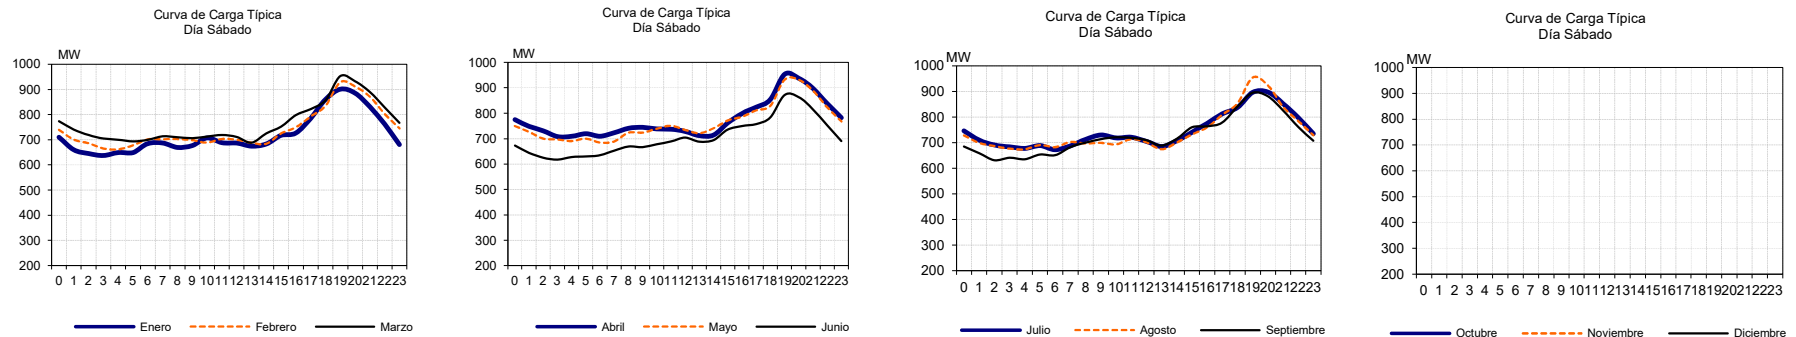 Curva de Carga Típica
Día Sábado
MW
1000
900
800
700
600
500
400
300
200
0 1 2 3 4 5 6 7 8 9 10 11 12 13 14 15 16 17 18 19 20 21 22 23
Enero Febrero Marzo
Curva de Carga Típica
Día Sábado
MW
1000
900
800
700
600
500
400
300
200
0 1 2 3 4 5 6 7 8 9 10 11 12 13 14 15 16 17 18 19 20 21 22 23
Abril Mayo Junio
Curva de Carga Típica
Día Sábado
MW
1000
900
800
700
600
500
400
300
200
0 1 2 3 4 5 6 7 8 9 10 11 12 13 14 15 16 17 18 19 20 21 22 23
Julio Agosto Septiembre
Curva de Carga Típica
Día Sábado
MW
1000
900
800
700
600
500
400
300
200
0 1 2 3 4 5 6 7 8 9 10 11 12 13 14 15 16 17 18 19 20 21 22 23
Octubre Noviembre Diciembre